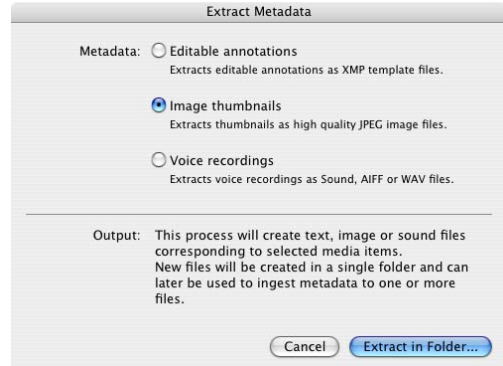 Extract Metadata
Metadata: Editable annotations
Extracts editable annotations as XMP template files.
Image thumbnails
Extracts thumbnails as high quality JPEG image files.
Voice recordings
Extracts voice recordings as Sound, AIFF or WAV files.
Output: This process will create text, image or sound files
corresponding to selected media items.
New files will be created in a single folder and can
later be used to ingest metadata to one or more
files.
Cancel Extract in Folder...